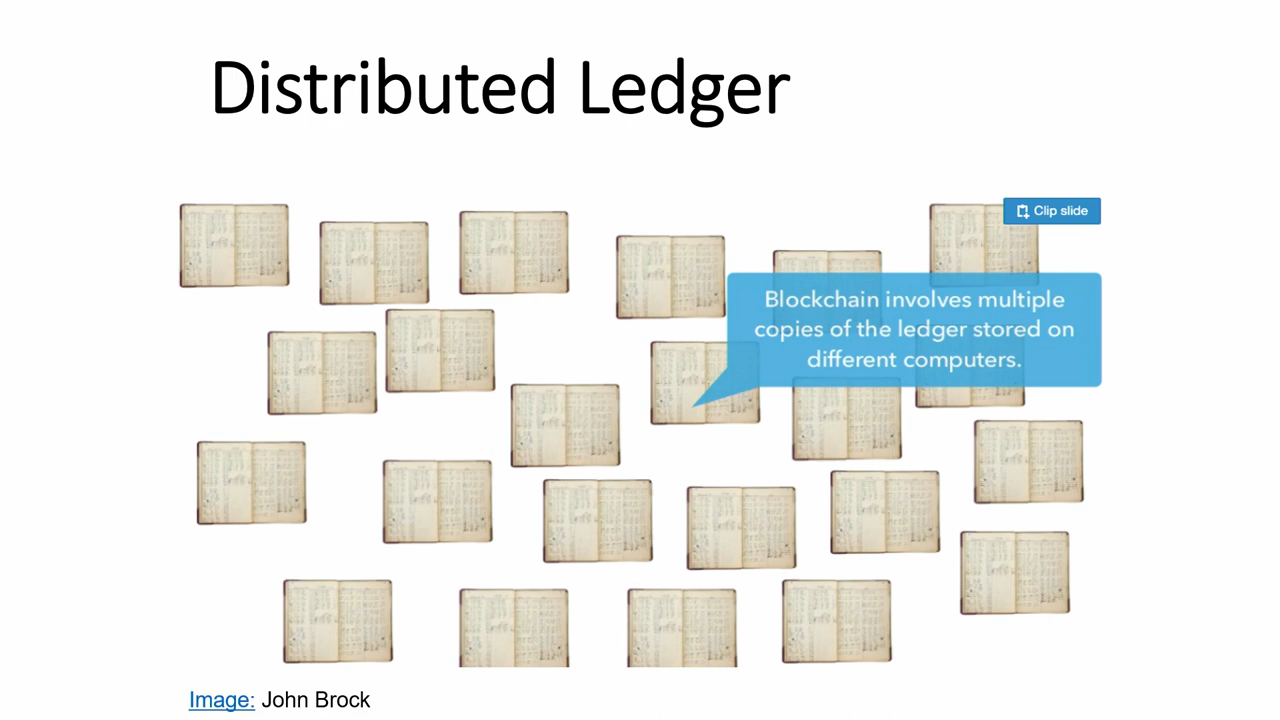 Distributed Ledger
Clip slide
Blockchain involves multiple
copies of the ledger stored on
different computers.
Image: John Brock